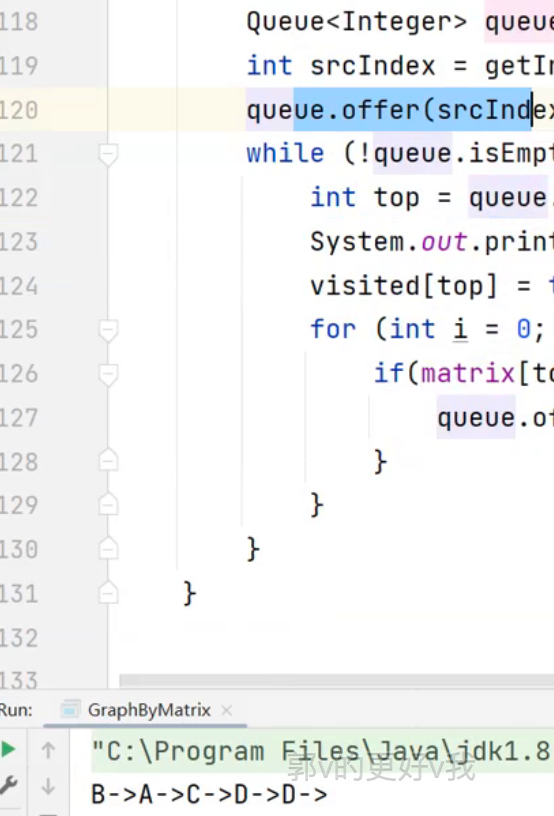 118 Queue<Integer> queue
119 int srcIndex = getIn
120 queue.offer(srcIndex
121 while (!queue.isEmpt
122 int top = queue.
123 System.out.print
124 visited[top] = t
125 for (int i = 0;
126 if(matrix[to
127 queue.of
128 }
129 }
130 }
131 }
132
133
Run: GraphByMatrix
"C:\Program Files\Java\jdk1.8
郭v的更好v我
B->A->C->D->D->